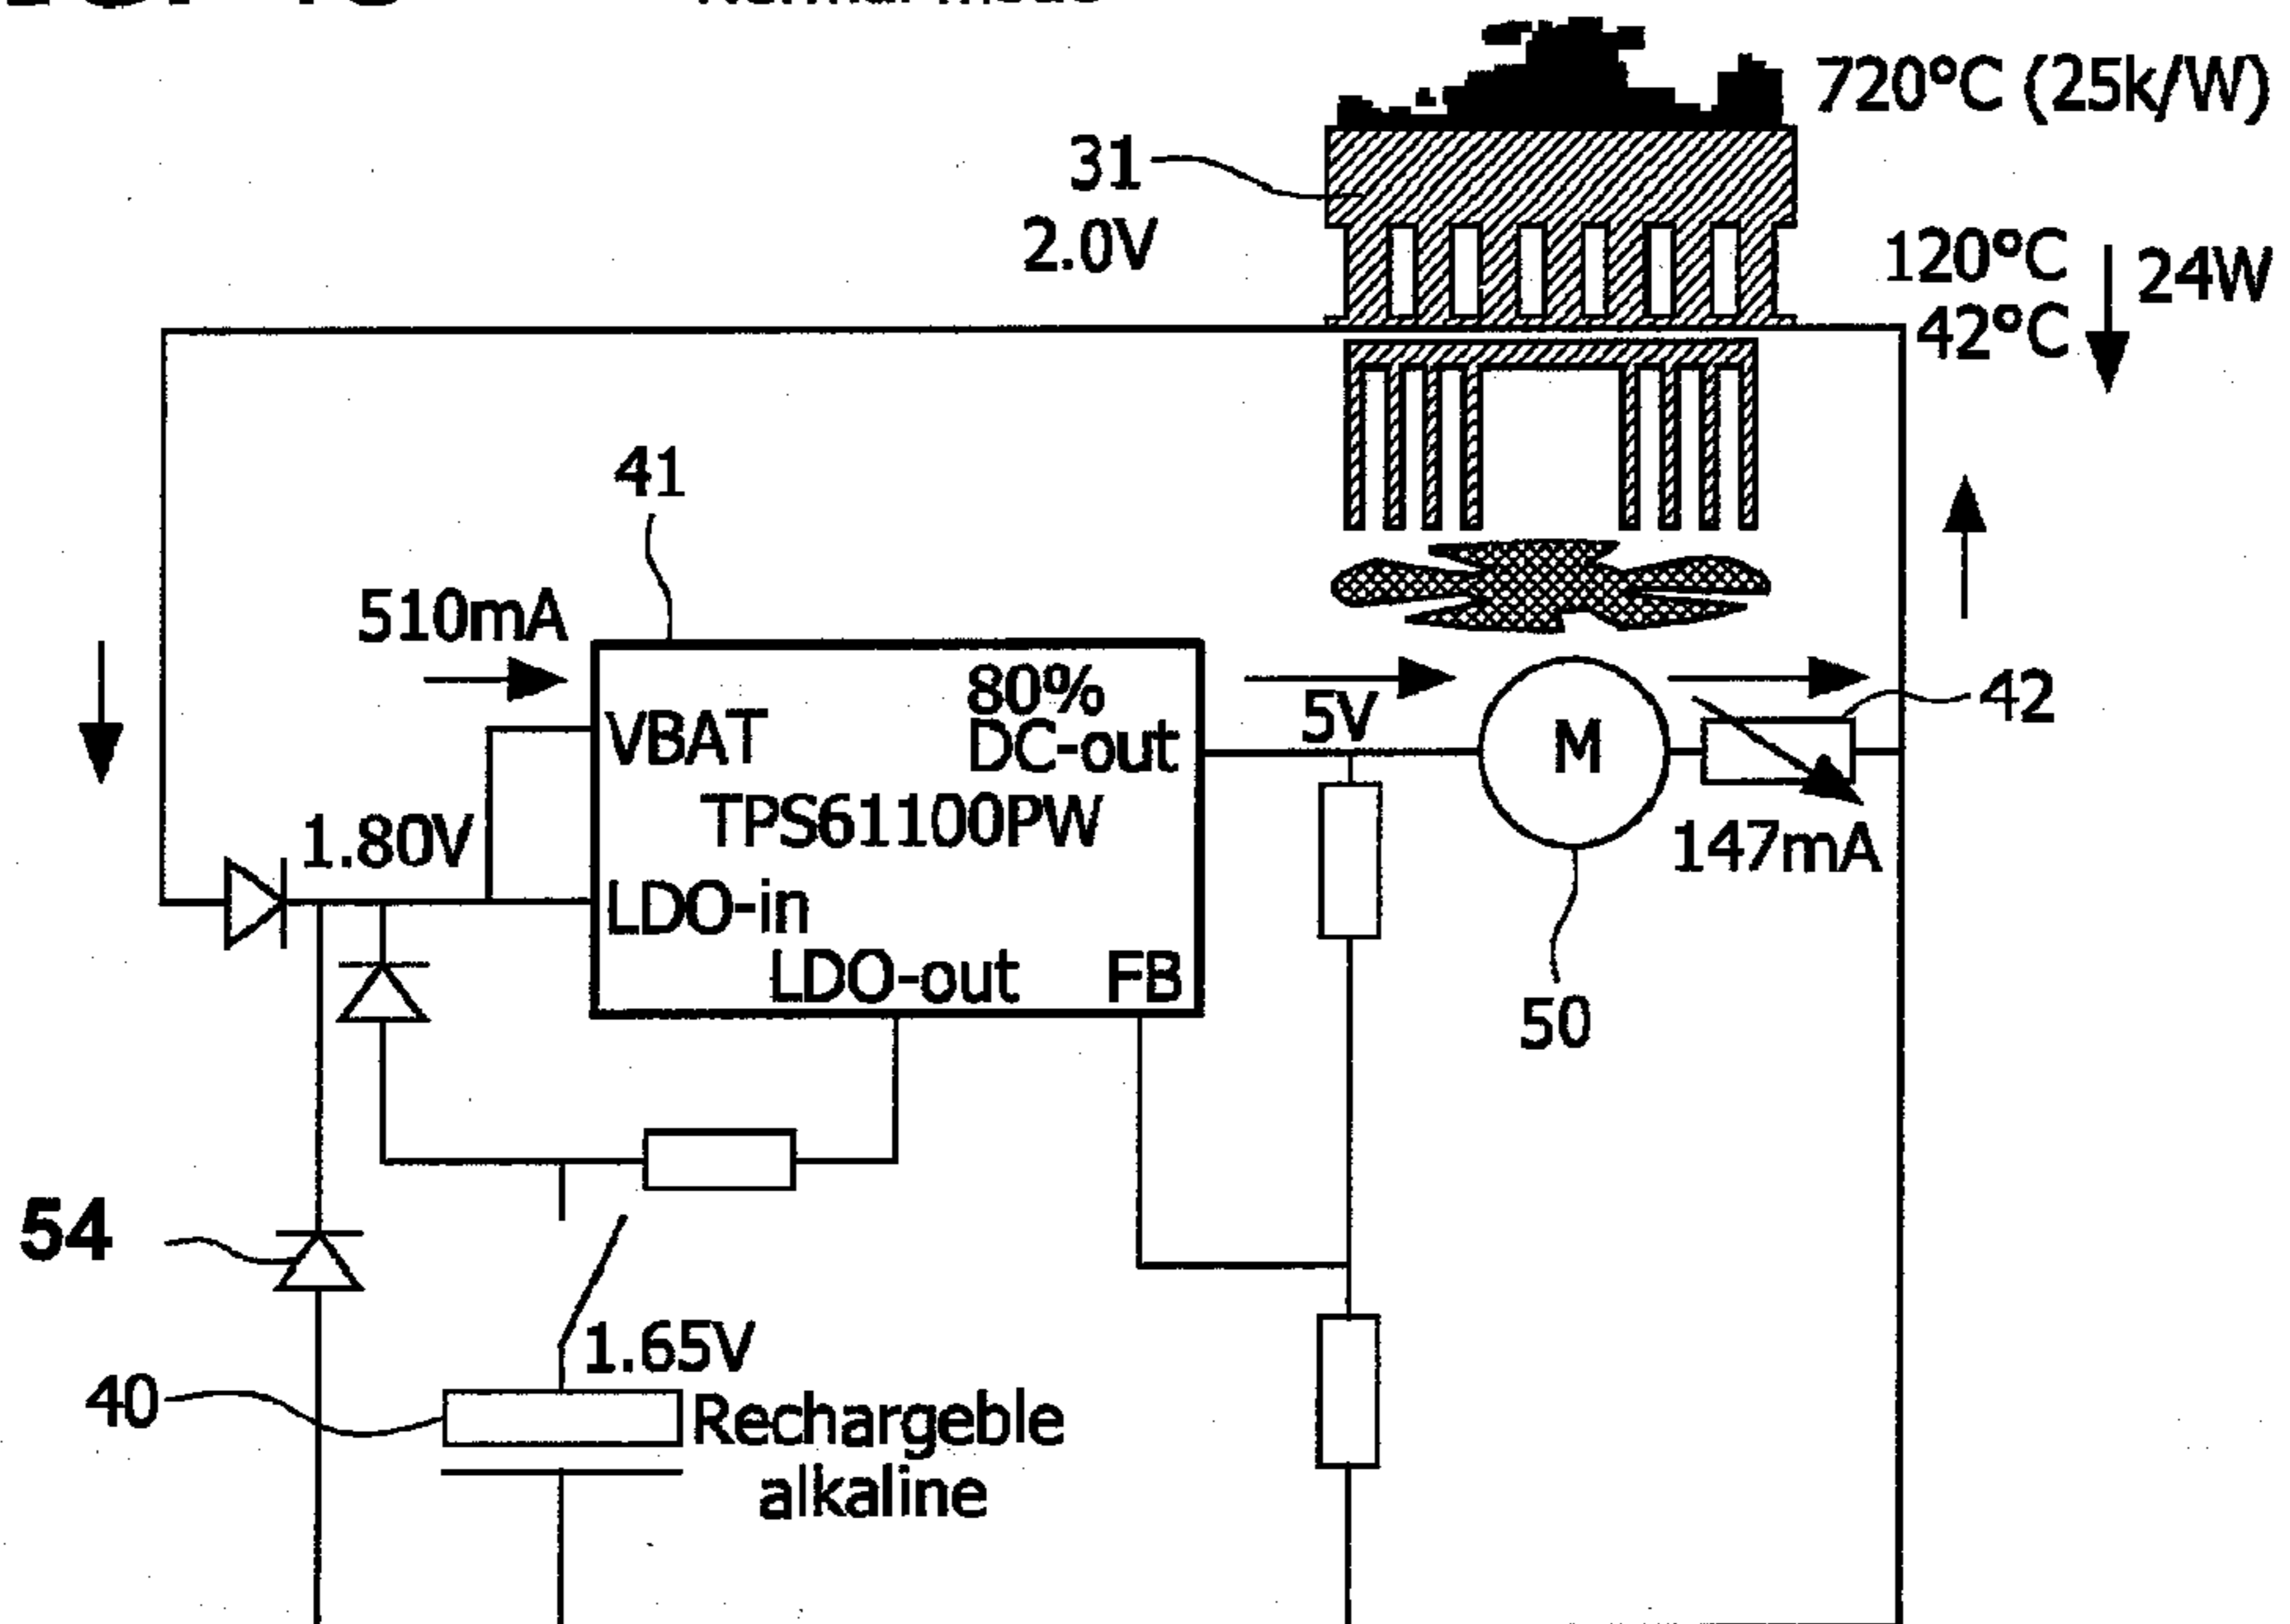 720°C (25k/W)
31
2.0V
120°C
24W
42°C
41
510mA
80%
VBAT
DC-out
5V
M
42
TPS61100PW
1.80V
147mA
LDO-in
LDO-out
FB
50
54
1.65V
40
Rechargeble
alkaline